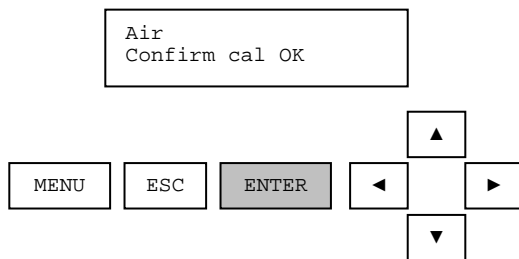 Air
Confirm cal OK
▲
MENU ESC ENTER ◄ ►
▼